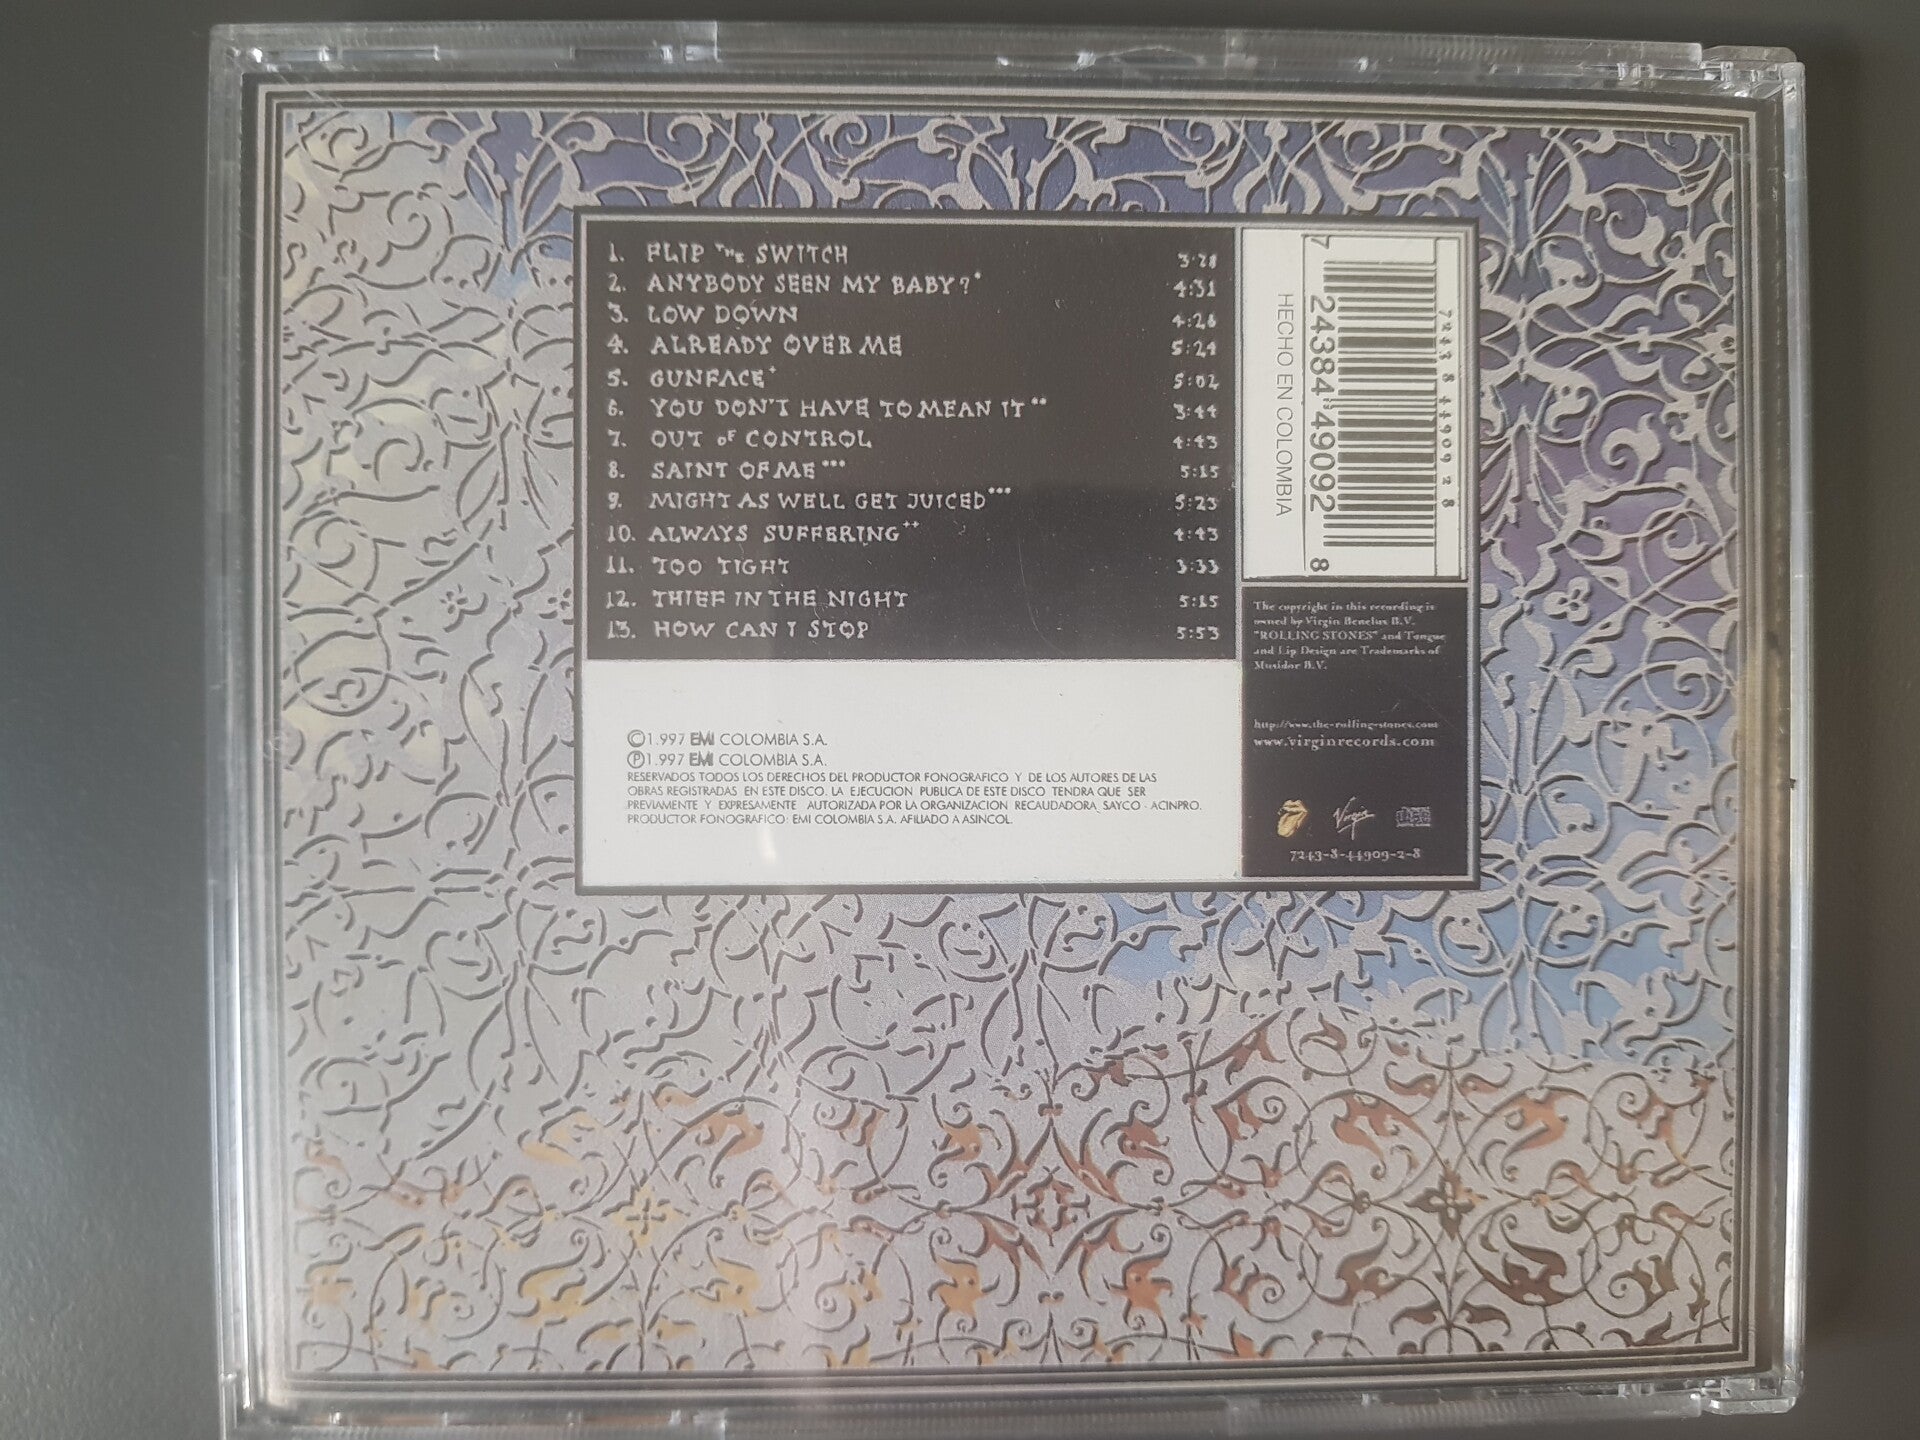 1. FLIP THE SWITCH 3:28
2. ANYBODY SEEN MY BABY?* 4:31
3. LOW DOWN 4:26
4. ALREADY OVER ME 5:24
5. GUNFACE+ 5:02
6. YOU DON'T HAVE TO MEAN IT** 3:44
7. OUT OF CONTROL 4:43
8. SAINT OF ME*** 5:15
9. MIGHT AS WELL GET JUICED*** 5:23
10. ALWAYS SUFFERING++ 4:43
11. TOO TIGHT 3:33
12. THIEF IN THE NIGHT 5:15
13. HOW CAN I STOP 5:53
©1.997 EMI COLOMBIA S.A.
℗1.997 EMI COLOMBIA S.A.
RESERVADOS TODOS LOS DERECHOS DEL PRODUCTOR FONOGRAFICO Y DE LOS AUTORES DE LAS
OBRAS REGISTRADAS EN ESTE DISCO. LA EJECUCION PUBLICA DE ESTE DISCO TENDRA QUE SER
PREVIAMENTE Y EXPRESAMENTE AUTORIZADA POR LA ORGANIZACION RECAUDADORA SAYCO - ACINPRO.
PRODUCTOR FONOGRAFICO: EMI COLOMBIA S.A. AFILIADO A ASINCOL.
7243 8 44909 2 8
7 24384 49092 8
HECHO EN COLOMBIA
The copyright in this recording is
owned by Virgin Benelux B.V.
"ROLLING STONES" and Tongue
and Lip Design are Trademarks of
Musidor B.V.
http://www.the-rolling-stones.com
www.virginrecords.com
Virgin
7243-8-44909-2-8